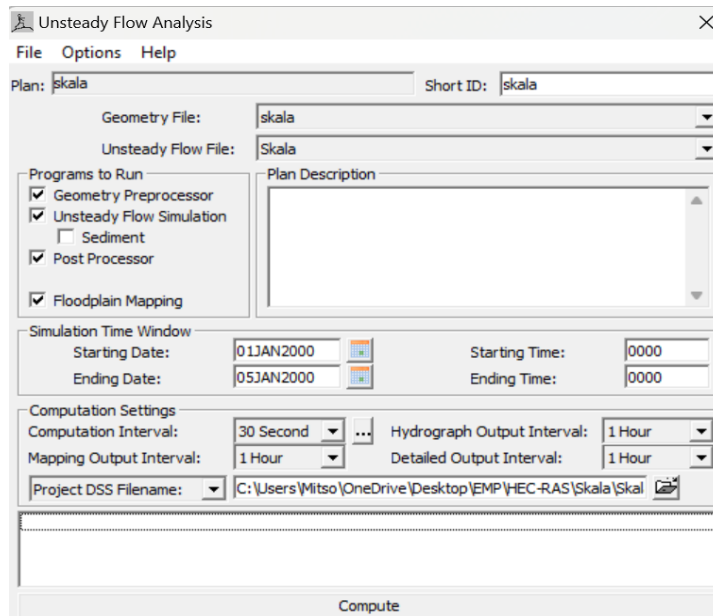 Unsteady Flow Analysis
File Options Help
Plan: skala Short ID: skala
Geometry File: skala
Unsteady Flow File: Skala
Programs to Run Plan Description
Geometry Preprocessor
Unsteady Flow Simulation
Sediment
Post Processor
Floodplain Mapping
Simulation Time Window
Starting Date: 01JAN2000 Starting Time: 0000
Ending Date: 05JAN2000 Ending Time: 0000
Computation Settings
Computation Interval: 30 Second ... Hydrograph Output Interval: 1 Hour
Mapping Output Interval: 1 Hour Detailed Output Interval: 1 Hour
Project DSS Filename: C:\Users\Mitso\OneDrive\Desktop\EMP\HEC-RAS\Skala\Skal
Compute